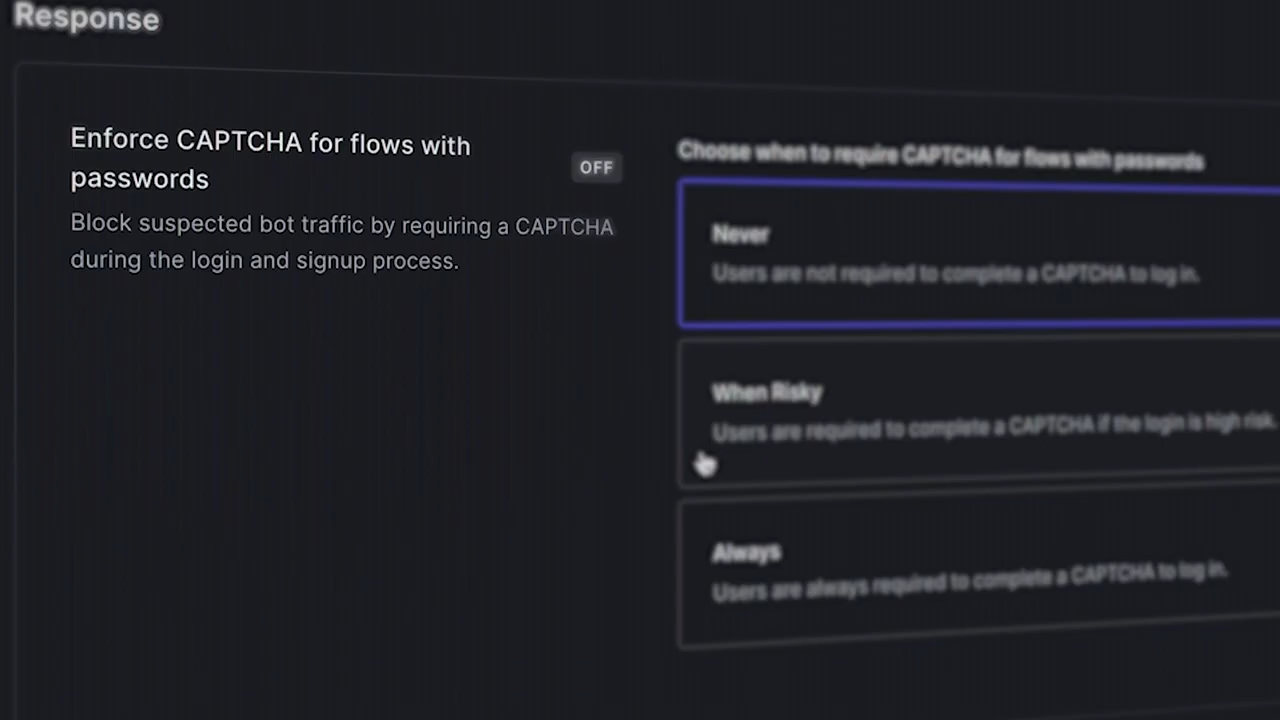 Response
Enforce CAPTCHA for flows with
passwords
OFF
Block suspected bot traffic by requiring a CAPTCHA
during the login and signup process.
Choose when to require CAPTCHA for flows with passwords
Never
Users are not required to complete a CAPTCHA to log in.
When Risky
Users are required to complete a CAPTCHA if the login is high risk.
Always
Users are always required to complete a CAPTCHA to log in.